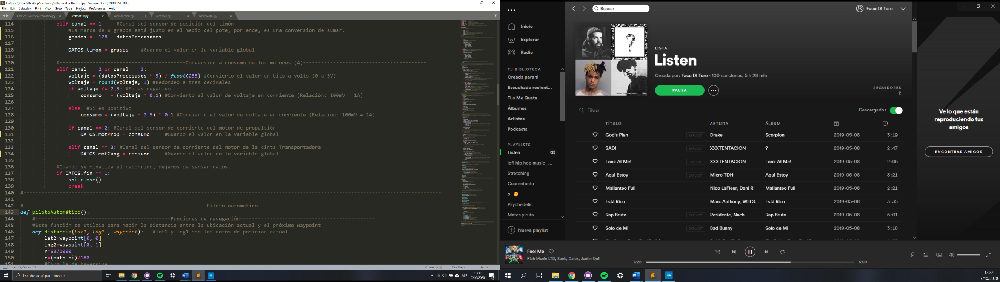 C:\Users\facud\Desktop\ecoboat\Software\EcoBoat1.0.py - Sublime Text (UNREGISTERED)
File Edit Selection Find View Goto Tools Project Preferences Help
EstructuraPilotoAutomatico.py EcoBoat1.0.py RedNeuronal.py motores.py sensoresUS.py
114 elif canal == 1: #Canal del sensor de posición del timón
115 #La marca de 0 grados está justo en el medio del pote, por ende, es una conversión de sumar.
116 grados = -128 + datosProcesados
117
118 DATOS.timon = grados #Guardo el valor en la variable global
119
120 #------------------------------------------Conversión a consumo de los motores (A)-----------------------------------------
121 elif canal == 2 or canal == 3:
122 voltaje = (datosProcesados * 5) / float(255) #Convierto el valor en bits a volts (0 a 5V)
123 voltaje = round(voltaje, 3) #Redondeo a tres decimales
124 if voltaje <= 2,5: #Si es negativo
125 consumo = - (voltaje * 0.1) #Convierto el valor de voltaje en corriente (Relación: 100mV = 1A)
126
127 else: #Si es positivo
128 consumo = (voltaje - 2.5) * 0.1 #Convierto el valor de voltaje en corriente (Relación: 100mV = 1A)
129
130 if canal == 2: #Canal del sensor de corriente del motor de propulsión
131 DATOS.motProp = consumo #Guardo el valor en la variable global
132
133 elif canal == 3: #Canal del sensor de corriente del motor de la cinta Transportadora
134 DATOS.motCang = consumo #Guardo el valor en la variable global
135
136 #Cuando se finaliza el recorrido, dejamos de sensar datos.
137 if DATOS.fin == 1:
138 spi.close()
139 break
140 #-------------------------------------------------------------------------------------------------------------------------------------------
141
142 #-------------------------------------------------------------Piloto automático-------------------------------------------------------------
143 def pilotoAutomático():
144 #---------------------------------------------Funciones de navegación---------------------------------------------
145 #Esta función se utilzia para medir la distancia entre la ubicación actual y el próximo waypoint
146 def distancia(lat1, lng1 , waypoint): #lat1 y lng1 son los datos de posición actual
147 lat2=waypoint[0, 0]
148 lng2=waypoint[0, 1]
149 r=6371000
150 c=(math.pi)/180
151 #Fórmula de haversine
Line 143, Column 24 develop 2 Tab Size: 4 Python
Escribe aquí para buscar ESP 13:32
7/10/2020
Buscar Facu Di Toro
Inicio
Explorar
Radio
TU BIBLIOTECA
Creada para ti
Escuchado recient...
Tus Me Gusta
Álbumes
Artistas
Podcasts
PLAYLISTS
Listen
lofi hip hop music -...
Stretching
Cuarentonta
Psychedelic
Mates y ruta
Nueva playlist
LISTA
Listen
Creada por: Facu Di Toro • 100 canciones, 5 h 28 min
PAUSA
SEGUIDORES
2
Filtrar Descargados
TÍTULO ARTISTA ÁLBUM
God's Plan EXPLICIT Drake Scorpion 2019-05-08 3:19
SAD! EXPLICIT XXXTENTACION ? 2019-05-08 2:47
Look At Me! EXPLICIT XXXTENTACION Look At Me! 2019-05-08 2:06
Aqui Estoy EXPLICIT Micro TDH Aqui Estoy 2019-05-08 3:21
Malianteo Full Nico LaFleur, Dani R Malianteo Full 2019-05-08 2:21
Está Rico Marc Anthony, Will S... Está Rico 2019-05-08 3:35
Rap Bruto EXPLICIT Residente, Nach Rap Bruto 2019-05-08 6:01
Solo de Mi EXPLICIT Bad Bunny Solo de Mi 2019-05-08 3:18
Ve lo que están
reproduciendo tus
amigos
ENCONTRAR AMIGOS
Feel Me
Rich Music LTD, Sech, Dalex, Justin Qui
3:28 5:00
13:32
7/10/2020